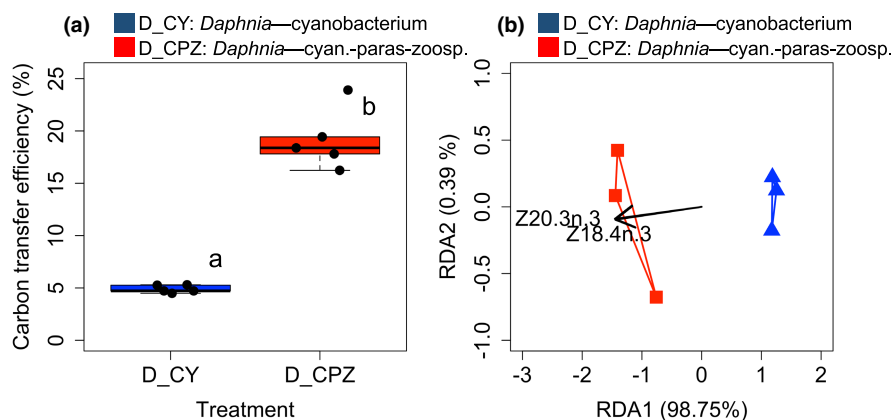 (a)
D_CY: Daphnia—cyanobacterium
D_CPZ: Daphnia—cyan.-paras-zoosp.
Carbon transfer efficiency (%)
25
20
15
10
5
0
a
b
D_CY
D_CPZ
Treatment
(b)
D_CY: Daphnia—cyanobacterium
D_CPZ: Daphnia—cyan.-paras-zoosp.
RDA2 (0.39 %)
1.0
0.5
0.0
-0.5
-1.0
Z20.3n.3
Z18.4n.3
-3 -2 -1 0 1 2
RDA1 (98.75%)